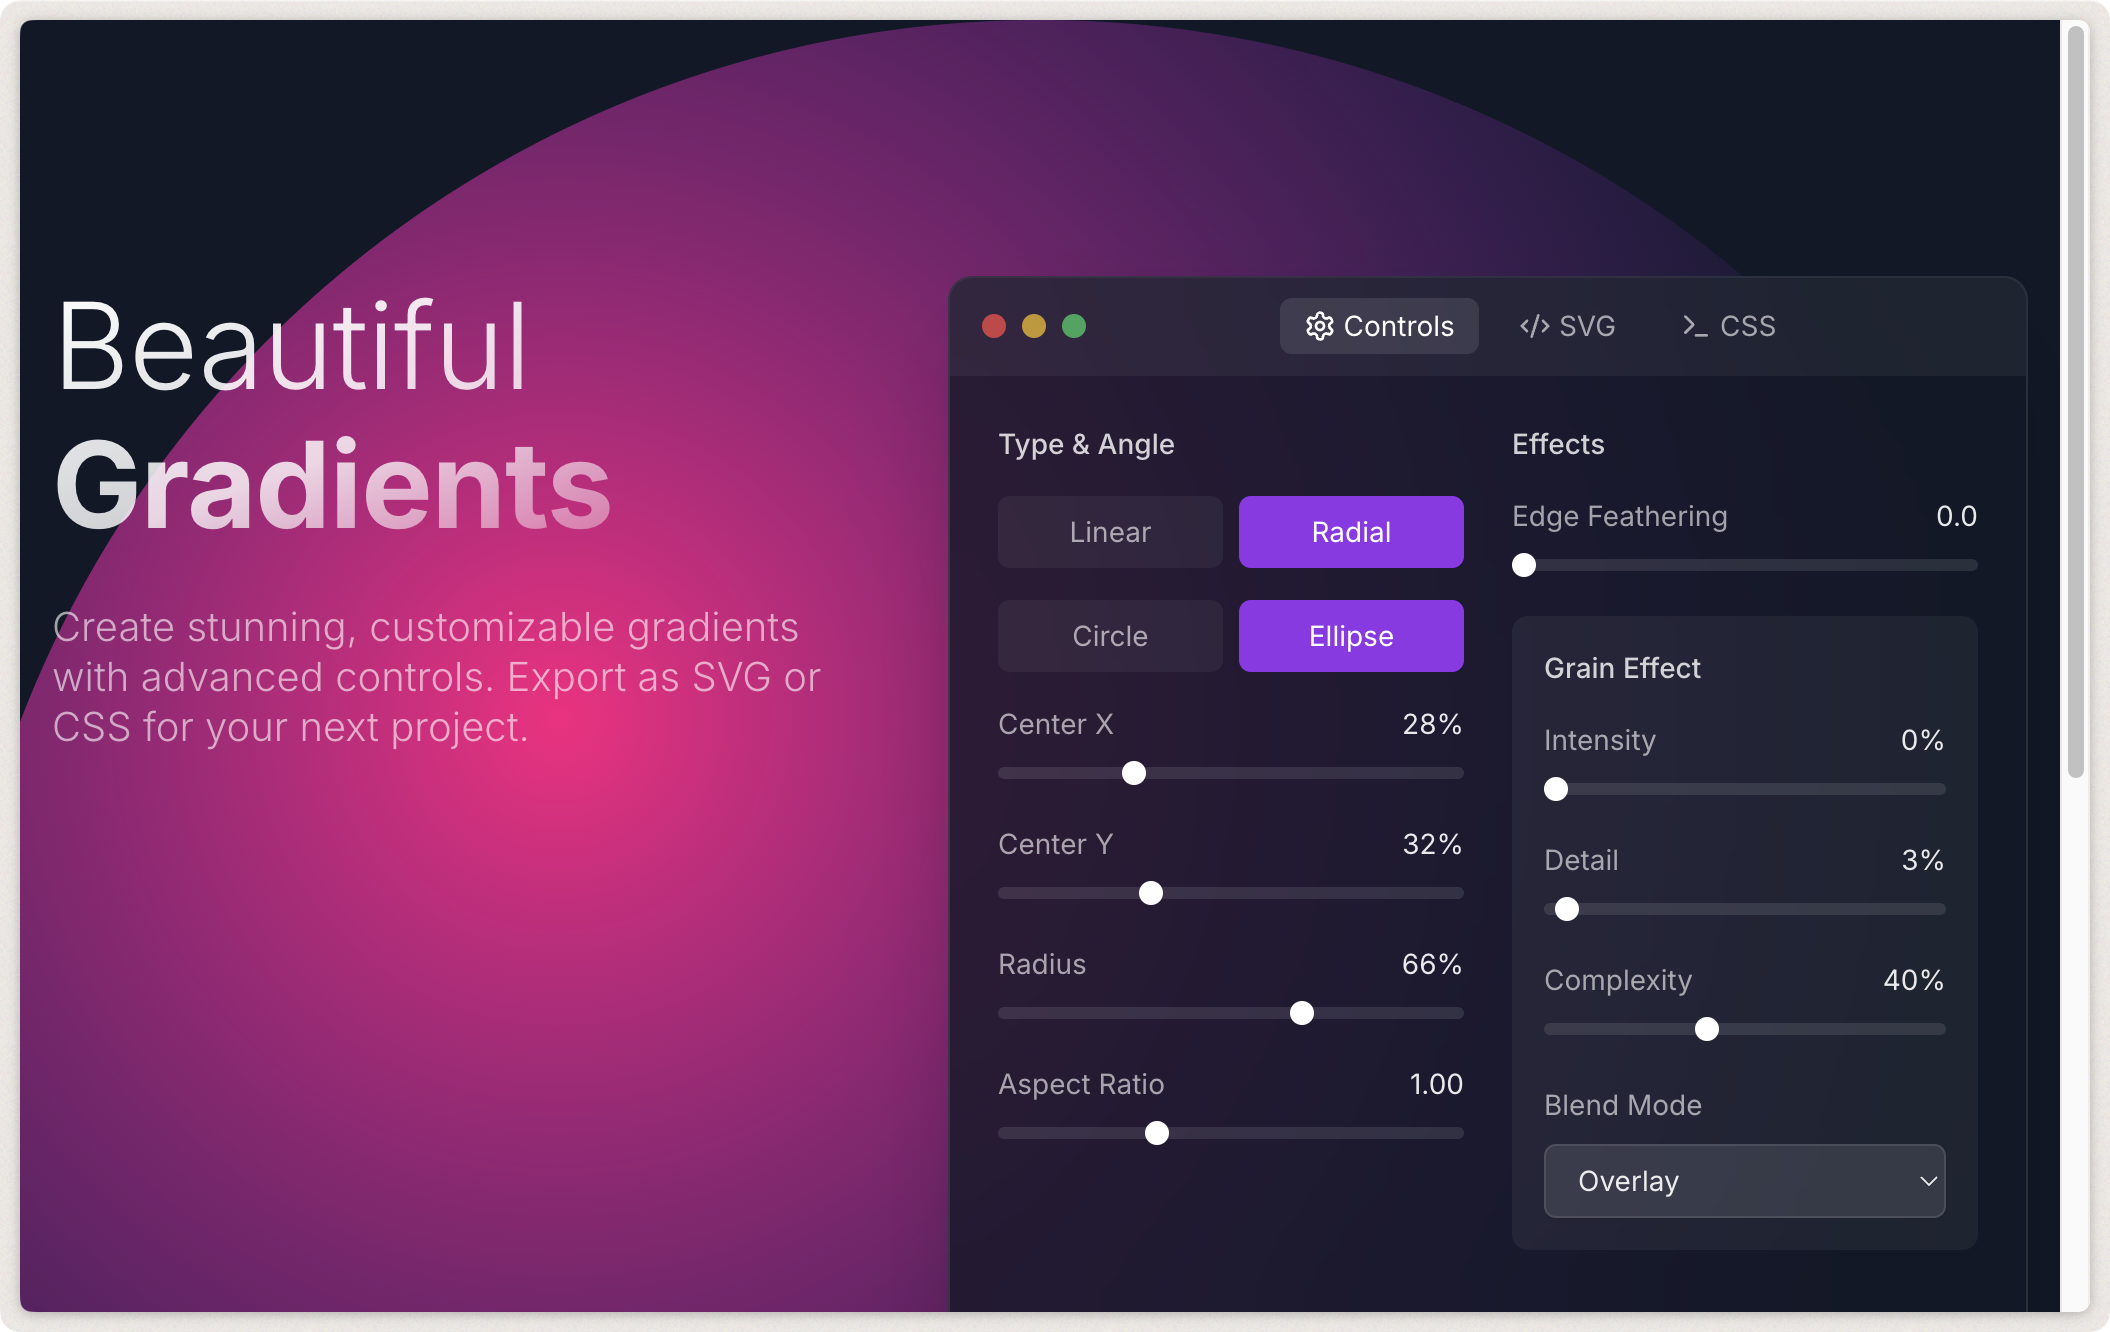 Beautiful
Gradients
Create stunning, customizable gradients
with advanced controls. Export as SVG or
CSS for your next project.
Controls
</> SVG
>_ CSS
Type & Angle
Linear
Radial
Circle
Ellipse
Center X 28%
Center Y 32%
Radius 66%
Aspect Ratio 1.00
Effects
Edge Feathering 0.0
Grain Effect
Intensity 0%
Detail 3%
Complexity 40%
Blend Mode
Overlay